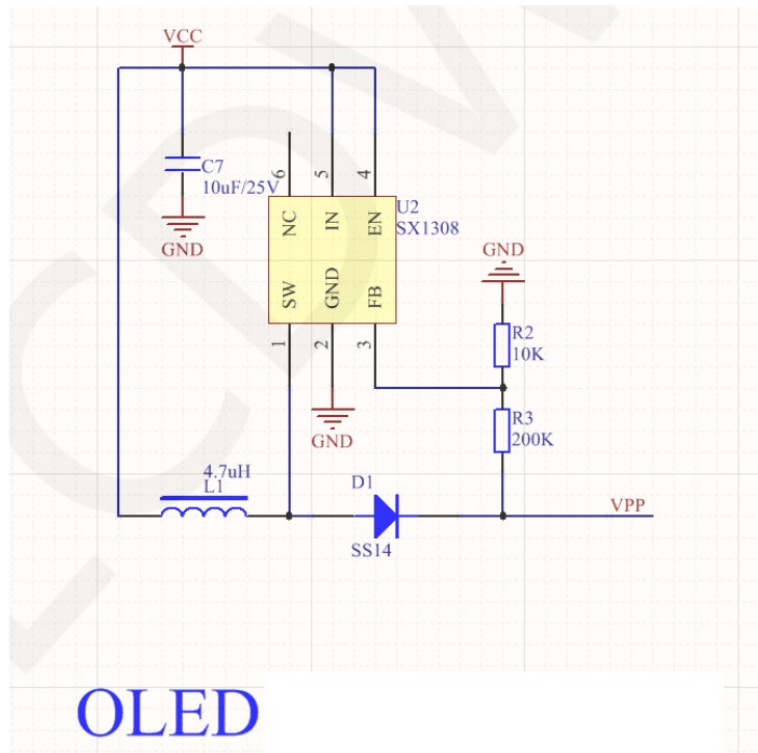 VCC
C7
10uF/25V
GND
6
5
4
NC
IN
EN
U2
SX1308
SW
GND
FB
1
2
3
GND
GND
R2
10K
R3
200K
4.7uH
L1
D1
SS14
VPP
OLED